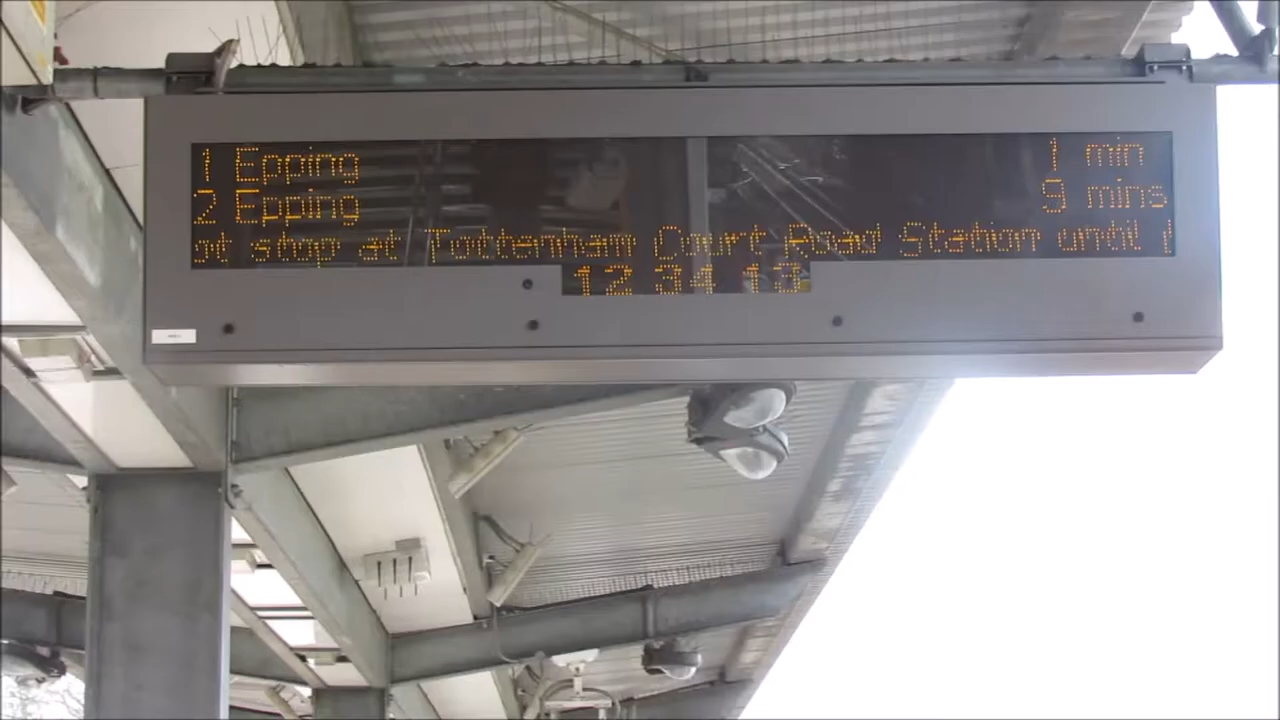 1 Epping 1 min
2 Epping 9 mins
ot stop at Tottenham Court Road Station until
12 34 13